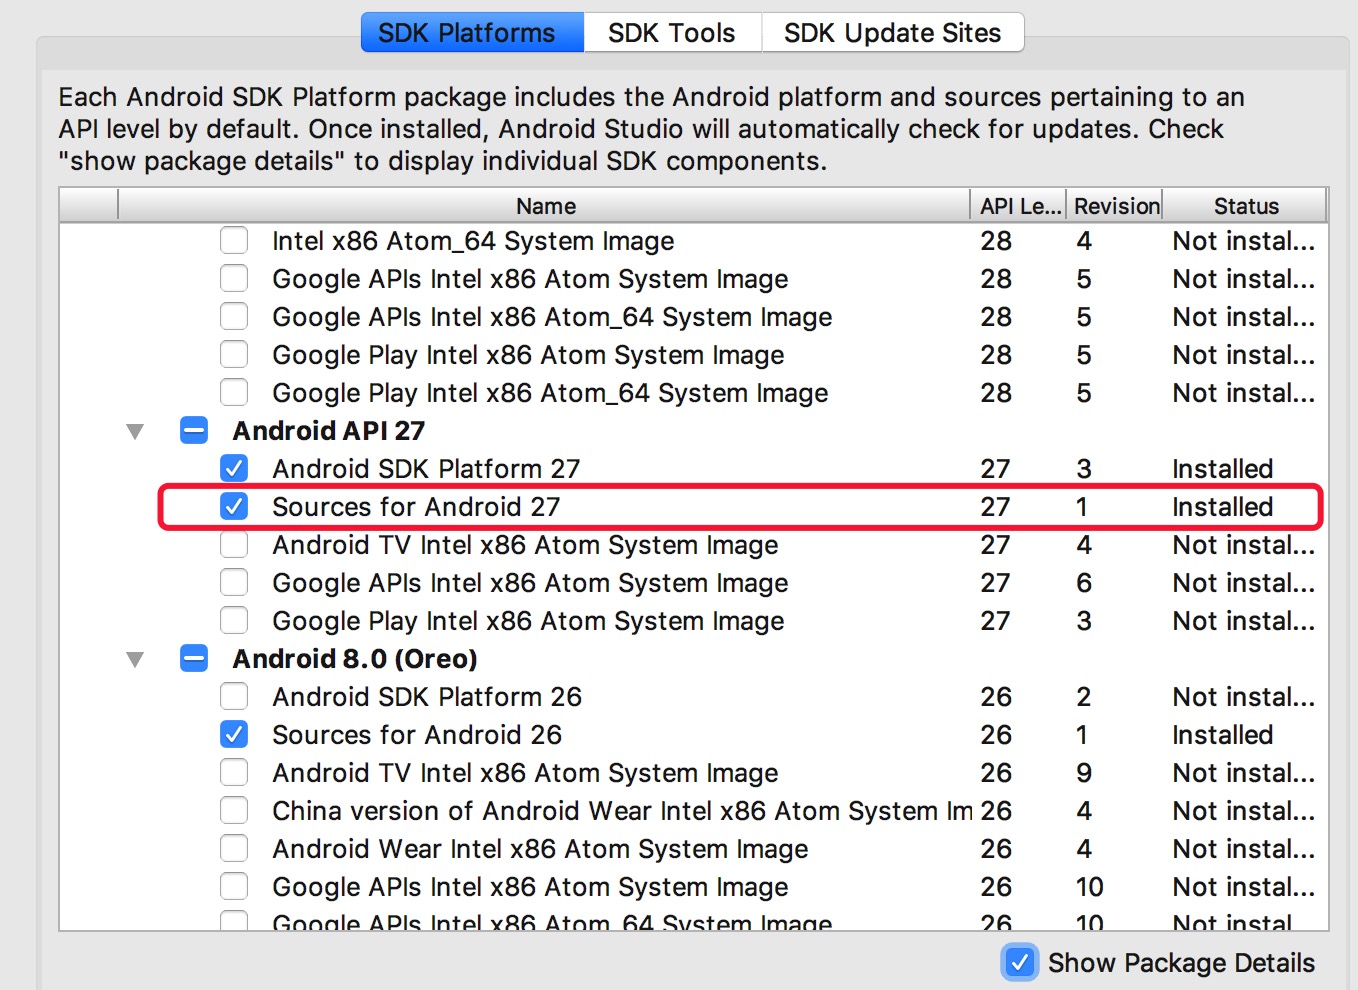 SDK Platforms SDK Tools SDK Update Sites
Each Android SDK Platform package includes the Android platform and sources pertaining to an
API level by default. Once installed, Android Studio will automatically check for updates. Check
"show package details" to display individual SDK components.
Name API Le... Revision Status
Intel x86 Atom_64 System Image 28 4 Not instal...
Google APIs Intel x86 Atom System Image 28 5 Not instal...
Google APIs Intel x86 Atom_64 System Image 28 5 Not instal...
Google Play Intel x86 Atom System Image 28 5 Not instal...
Google Play Intel x86 Atom_64 System Image 28 5 Not instal...
Android API 27
Android SDK Platform 27 27 3 Installed
Sources for Android 27 27 1 Installed
Android TV Intel x86 Atom System Image 27 4 Not instal...
Google APIs Intel x86 Atom System Image 27 6 Not instal...
Google Play Intel x86 Atom System Image 27 3 Not instal...
Android 8.0 (Oreo)
Android SDK Platform 26 26 2 Not instal...
Sources for Android 26 26 1 Installed
Android TV Intel x86 Atom System Image 26 9 Not instal...
China version of Android Wear Intel x86 Atom System Im 26 4 Not instal...
Android Wear Intel x86 Atom System Image 26 4 Not instal...
Google APIs Intel x86 Atom System Image 26 10 Not instal...
Google APIs Intel x86 Atom_64 System Image 26 10 Not instal
Show Package Details